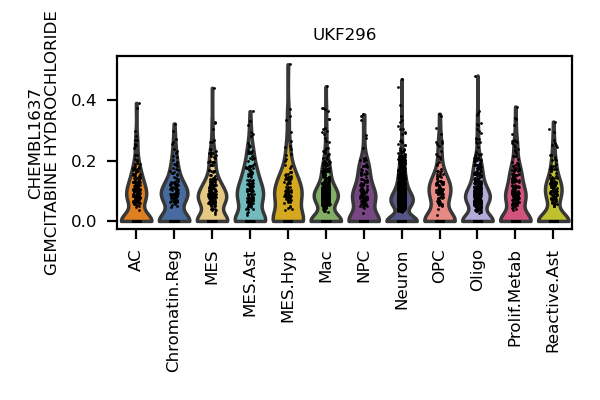 UKF296
CHEMBL1637
GEMCITABINE HYDROCHLORIDE
0.4
0.2
0.0
AC
Chromatin.Reg
MES
MES.Ast
MES.Hyp
Mac
NPC
Neuron
OPC
Oligo
Prolif.Metab
Reactive.Ast